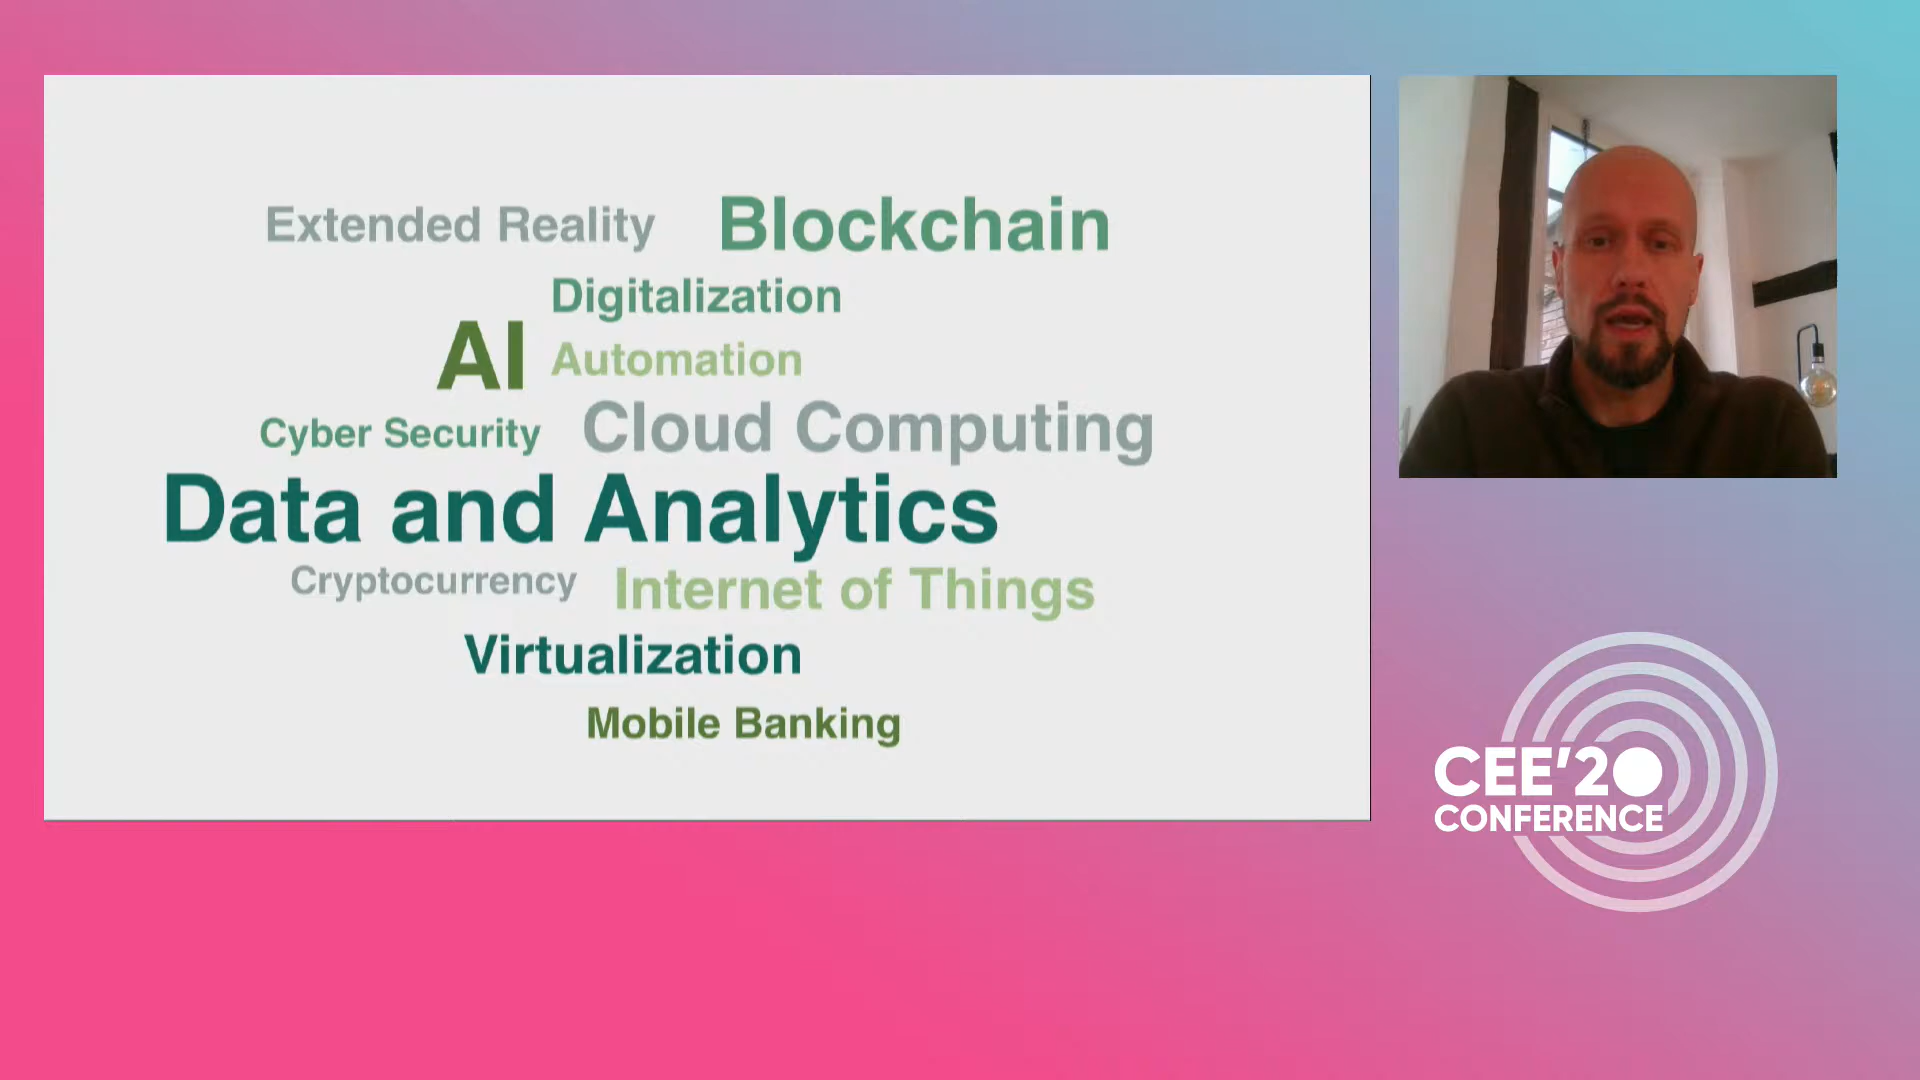 Extended Reality Blockchain
Digitalization
AI Automation
Cyber Security Cloud Computing
Data and Analytics
Cryptocurrency Internet of Things
Virtualization
Mobile Banking
CEE'20
CONFERENCE